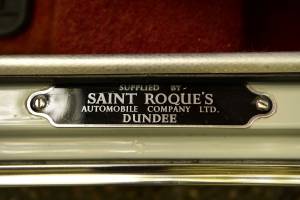 SUPPLIED BY-
SAINT ROQUE'S
AUTOMOBILE COMPANY LTD.
DUNDEE